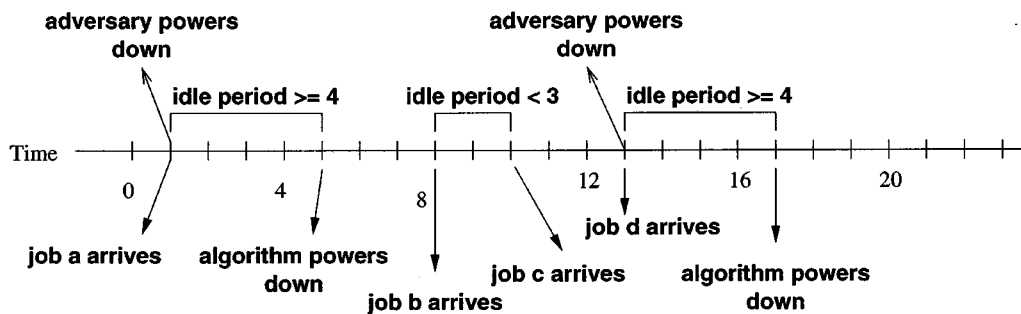 adversary powers
down
adversary powers
down
idle period >= 4
idle period < 3
idle period >= 4
Time
0
4
8
12
16
20
job a arrives
algorithm powers
down
job b arrives
job c arrives
job d arrives
algorithm powers
down